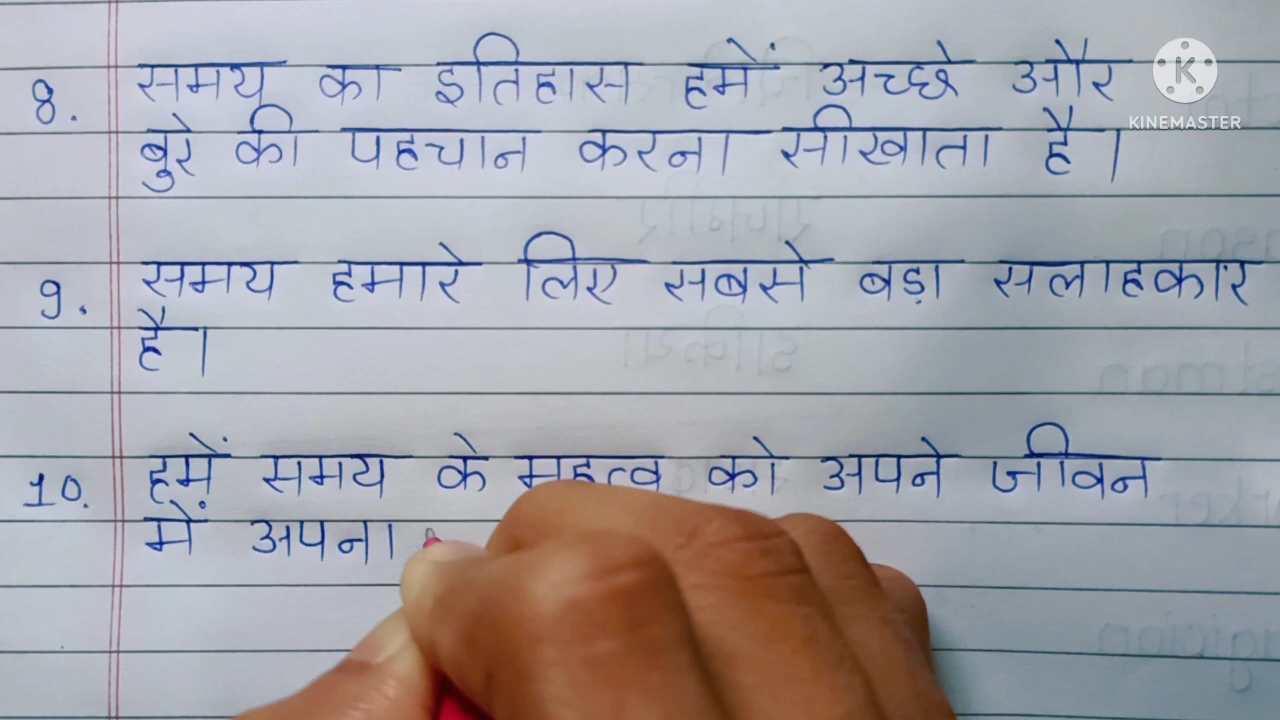 8. समय का इतिहास हमें अच्छे और
बुरे की पहचान करना सीखाता है।
9. समय हमारे लिए सबसे बड़ा सलाहकार
है।
10. हमें समय के महत्व को अपने जीवन
में अपना
KINEMASTER